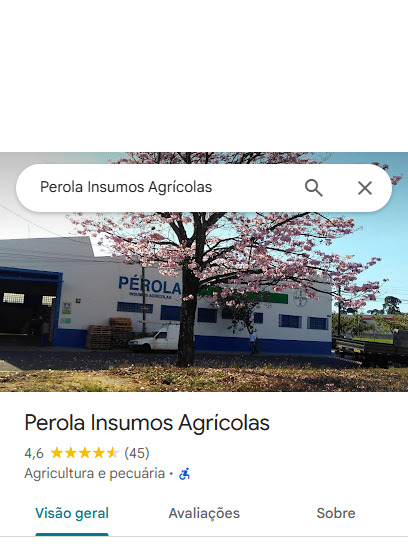 Perola Insumos Agrícolas
PÉROLA
INSUMOS AGRÍCOLAS
Perola Insumos Agrícolas
4,6 (45)
Agricultura e pecuária ·
Visão geral Avaliações Sobre